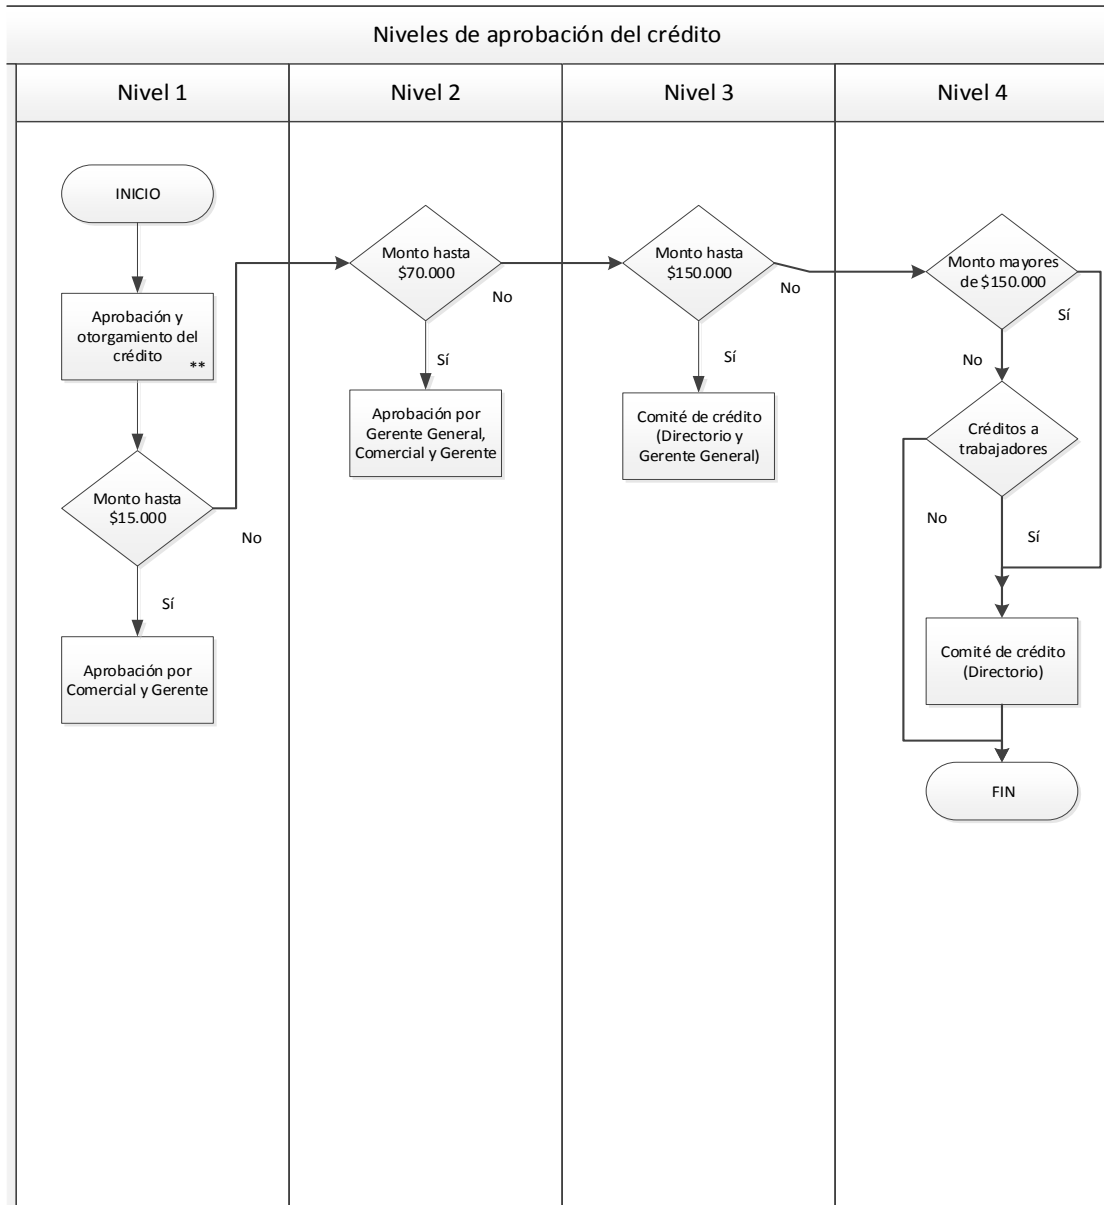 Niveles de aprobación del crédito
Nivel 1
Nivel 2
Nivel 3
Nivel 4
INICIO
Aprobación y
otorgamiento del
crédito
**
Monto hasta
$15.000
No
Sí
Aprobación por
Comercial y Gerente
Monto hasta
$70.000
No
Sí
Aprobación por
Gerente General,
Comercial y Gerente
Monto hasta
$150.000
No
Sí
Comité de crédito
(Directorio y
Gerente General)
Monto mayores
de $150.000
Sí
No
Créditos a
trabajadores
No
Sí
Comité de crédito
(Directorio)
FIN